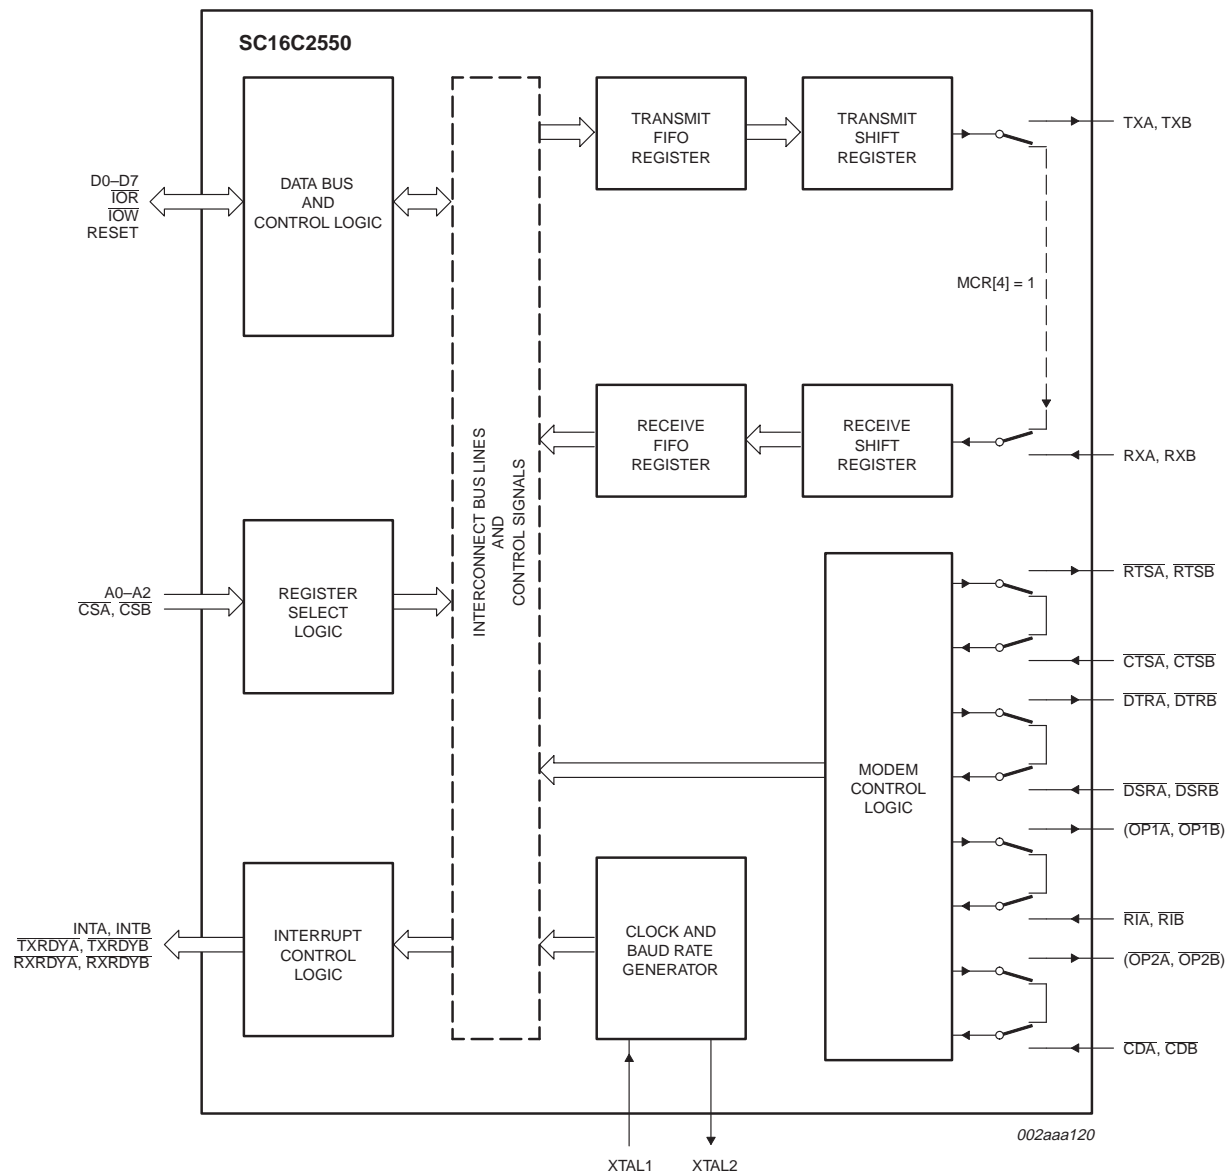 SC16C2550
DATA BUS
AND
CONTROL LOGIC
D0–D7
IOR
IOW
RESET
TRANSMIT
FIFO
REGISTER
TRANSMIT
SHIFT
REGISTER
TXA, TXB
MCR[4] = 1
RECEIVE
FIFO
REGISTER
RECEIVE
SHIFT
REGISTER
RXA, RXB
INTERCONNECT BUS LINES
AND
CONTROL SIGNALS
A0–A2
CSA, CSB
REGISTER
SELECT
LOGIC
RTSA, RTSB
CTSA, CTSB
DTRA, DTRB
MODEM
CONTROL
LOGIC
DSRA, DSRB
(OP1A, OP1B)
RIA, RIB
(OP2A, OP2B)
CDA, CDB
INTA, INTB
TXRDYA, TXRDYB
RXRDYA, RXRDYB
INTERRUPT
CONTROL
LOGIC
CLOCK AND
BAUD RATE
GENERATOR
XTAL1
XTAL2
002aaa120